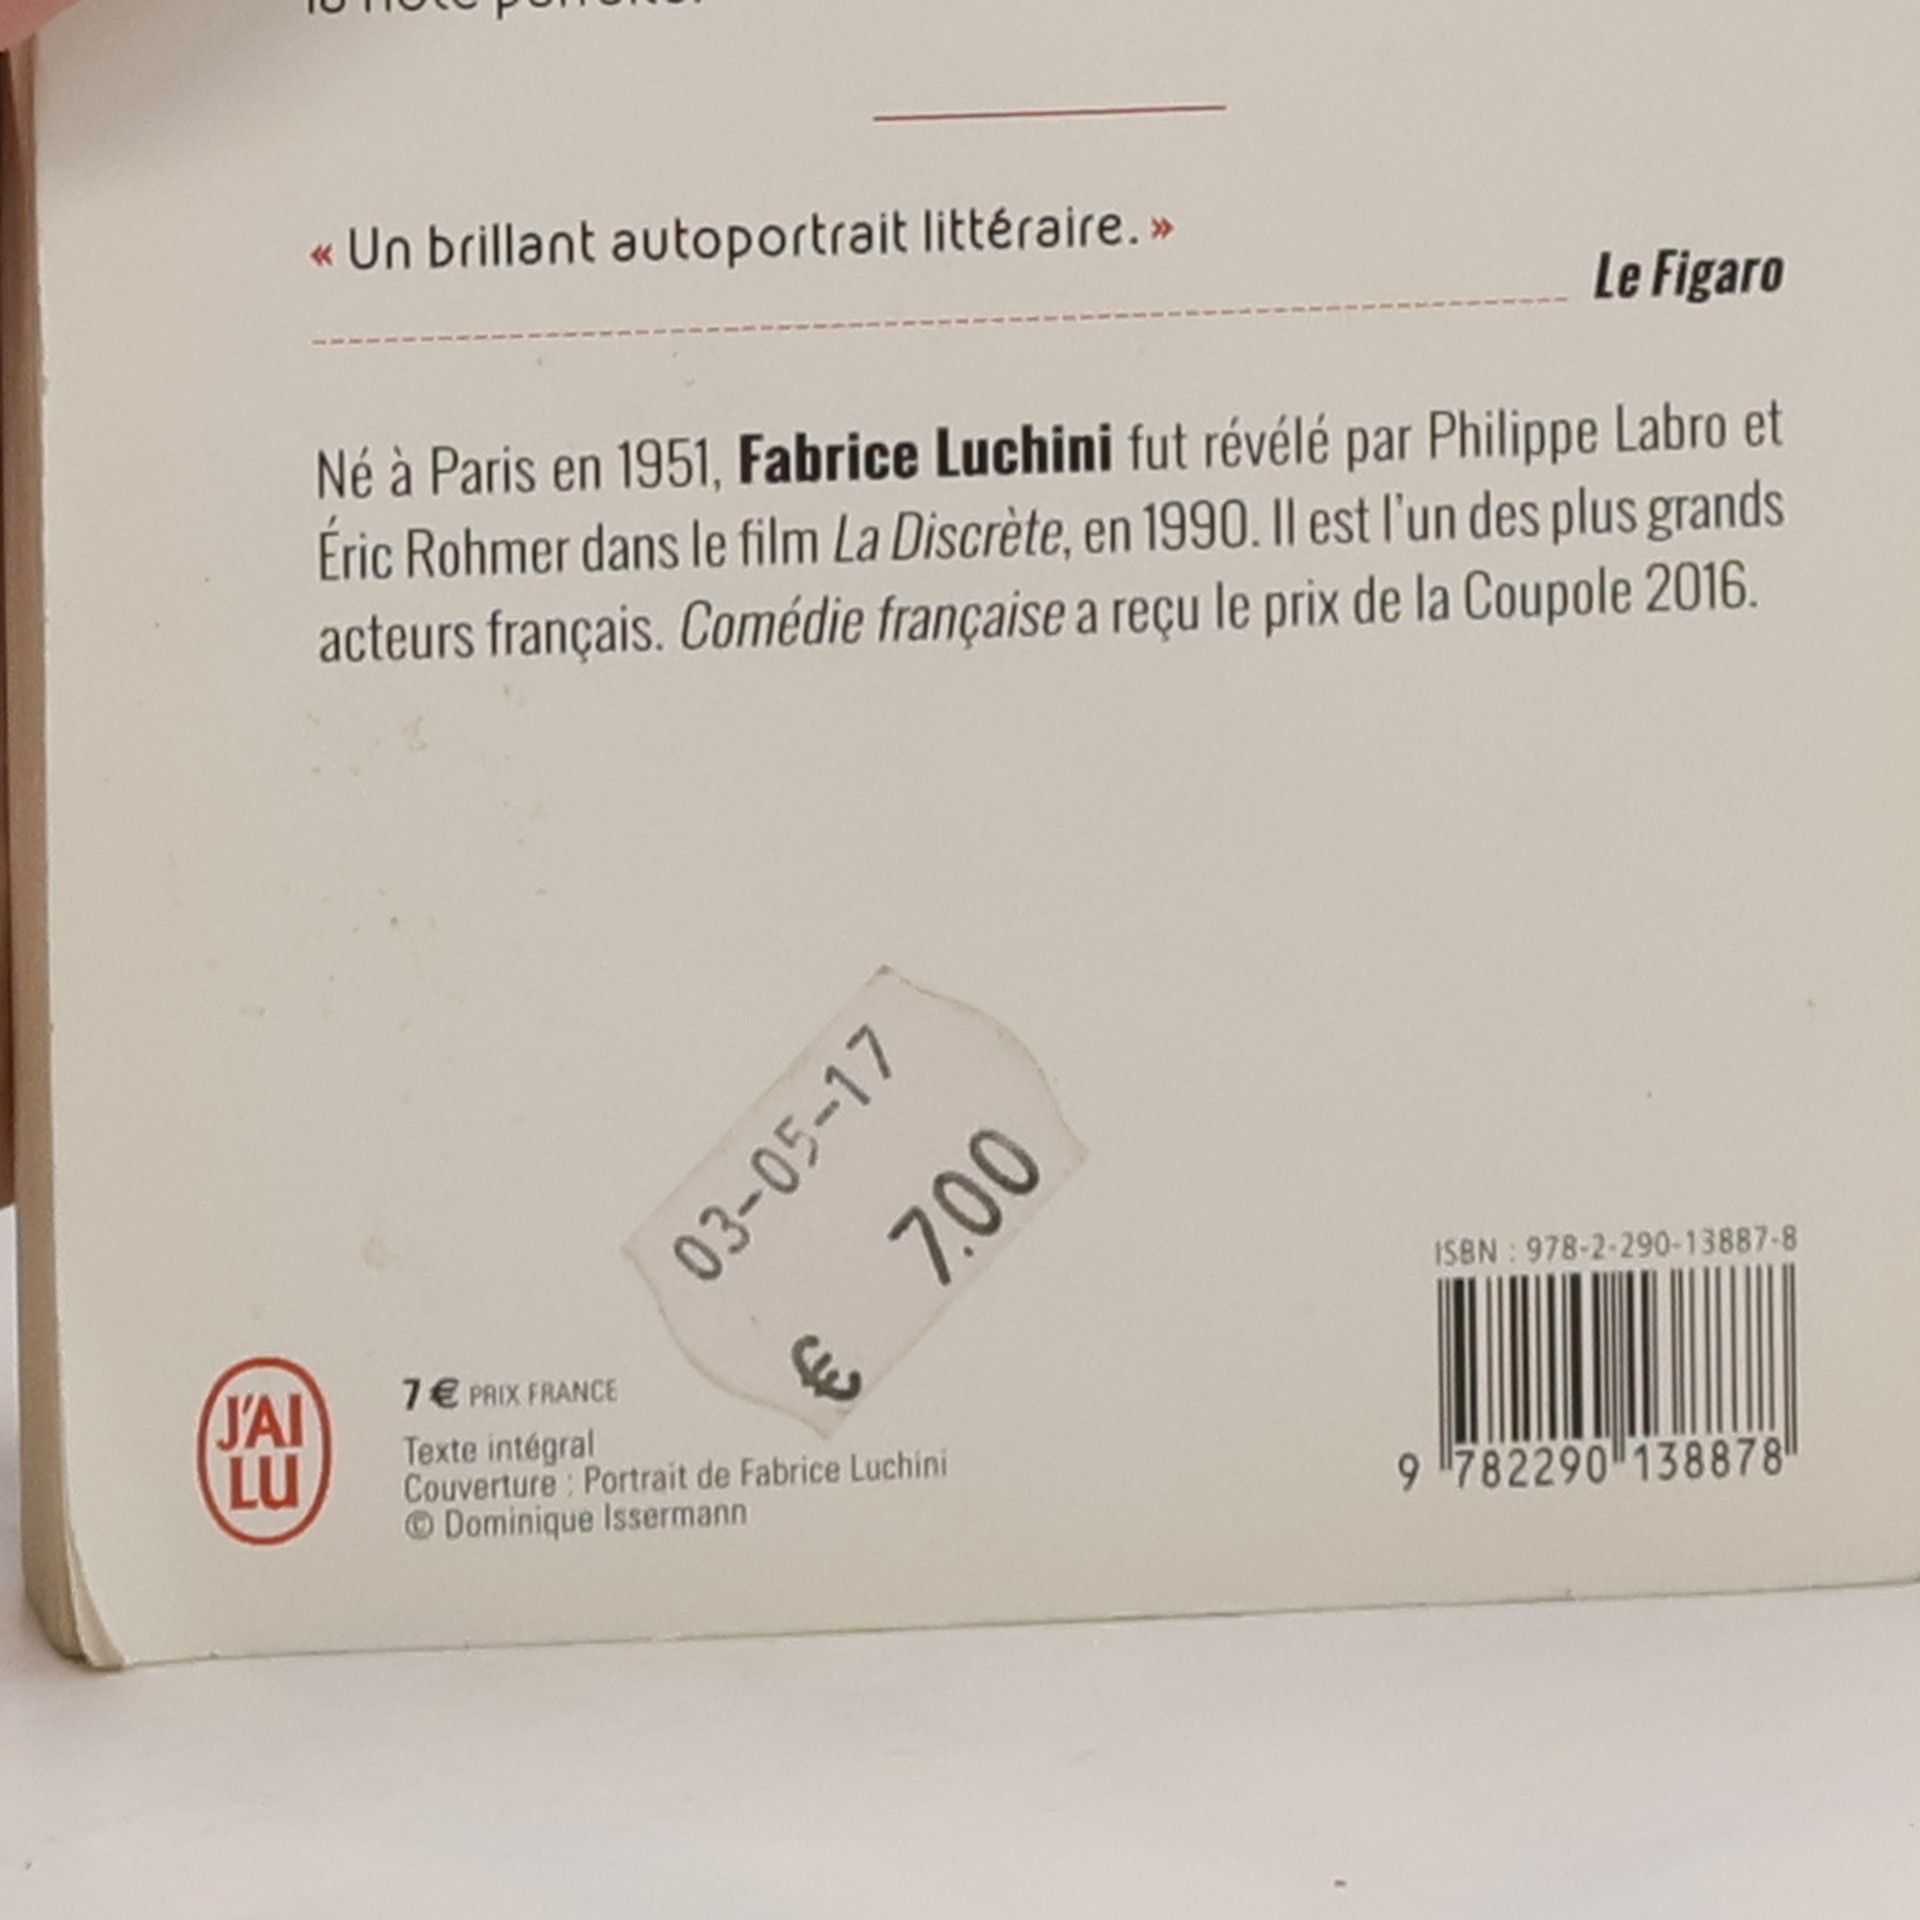 « Un brillant autoportrait littéraire. »
Le Figaro
Né à Paris en 1951, Fabrice Luchini fut révélé par Philippe Labro et
Éric Rohmer dans le film La Discrète, en 1990. Il est l'un des plus grands
acteurs français. Comédie française a reçu le prix de la Coupole 2016.
03-05-17
€ 7.00
ISBN : 978-2-290-13887-8
9 782290 138878
J'AI
LU
7 € PRIX FRANCE
Texte intégral
Couverture : Portrait de Fabrice Luchini
© Dominique Issermann